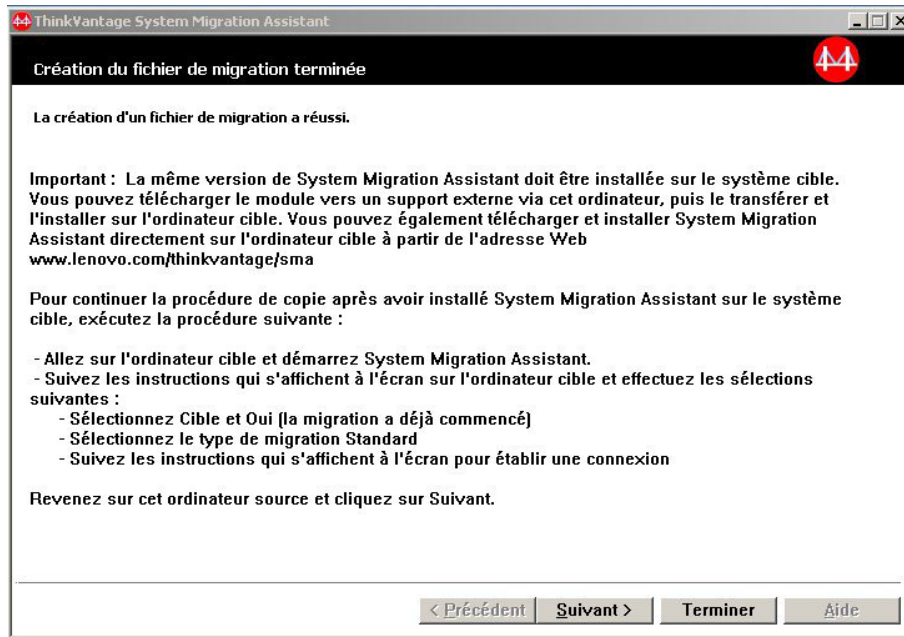 ThinkVantage System Migration Assistant
Création du fichier de migration terminée
La création d'un fichier de migration a réussi.
Important : La même version de System Migration Assistant doit être installée sur le système cible.
Vous pouvez télécharger le module vers un support externe via cet ordinateur, puis le transférer et
l'installer sur l'ordinateur cible. Vous pouvez également télécharger et installer System Migration
Assistant directement sur l'ordinateur cible à partir de l'adresse Web
www.lenovo.com/thinkvantage/sma
Pour continuer la procédure de copie après avoir installé System Migration Assistant sur le système
cible, exécutez la procédure suivante :
- Allez sur l'ordinateur cible et démarrez System Migration Assistant.
- Suivez les instructions qui s'affichent à l'écran sur l'ordinateur cible et effectuez les sélections
suivantes :
- Sélectionnez Cible et Oui (la migration a déjà commencé)
- Sélectionnez le type de migration Standard
- Suivez les instructions qui s'affichent à l'écran pour établir une connexion
Revenez sur cet ordinateur source et cliquez sur Suivant.
< Précédent Suivant > Terminer Aide